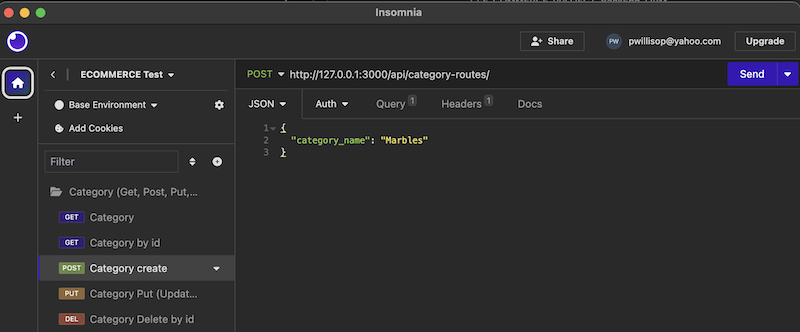 Insomnia
Share
PW pwillisop@yahoo.com
Upgrade
ECOMMERCE Test
POST http://127.0.0.1:3000/api/category-routes/
Send
Base Environment
JSON Auth Query 1 Headers 1 Docs
Add Cookies
1 {
2 "category_name": "Marbles"
3 }
Filter
Category (Get, Post, Put,...
GET Category
GET Category by id
POST Category create
PUT Category Put (Updat...
DEL Category Delete by id